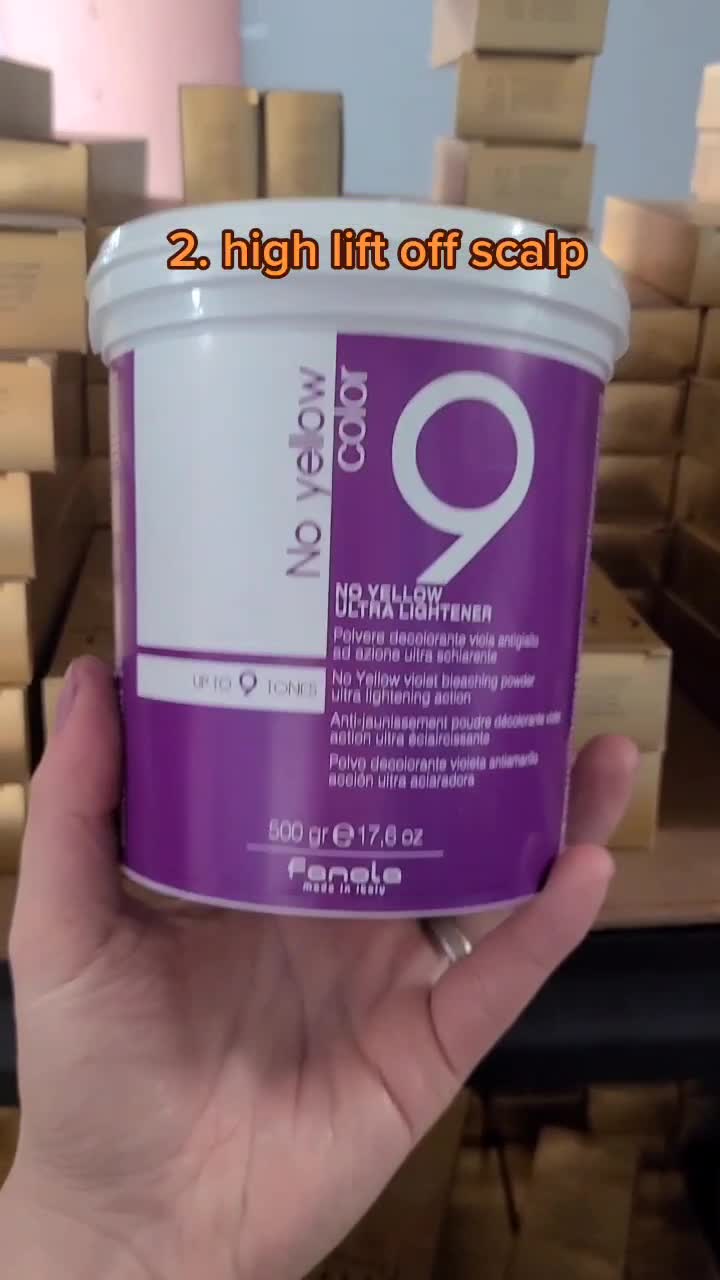 2. high lift off scalp
No yellow
color
9
NO YELLOW
ULTRA LIGHTENER
Polvere decolorante viola antigiallo
ad azione ultra schiarente
No Yellow violet bleaching powder
ultra lightening action
Anti-jaunissement poudre décolorante violet
action ultra éclaircissante
Polvo decolorante violeta antiamarillo
acción ultra aclaradora
UP TO 9 TONES
500 gr e 17,6 oz
fanola
made in italy